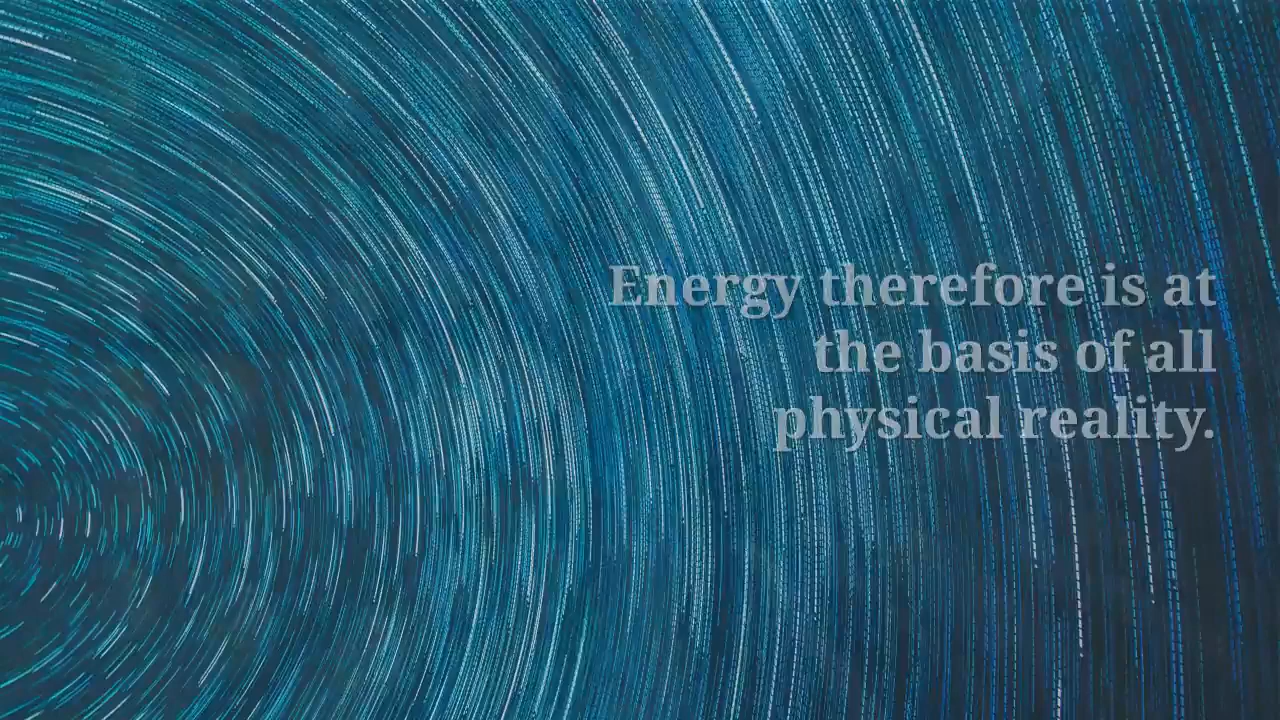 Energy therefore is at
the basis of all
physical reality.